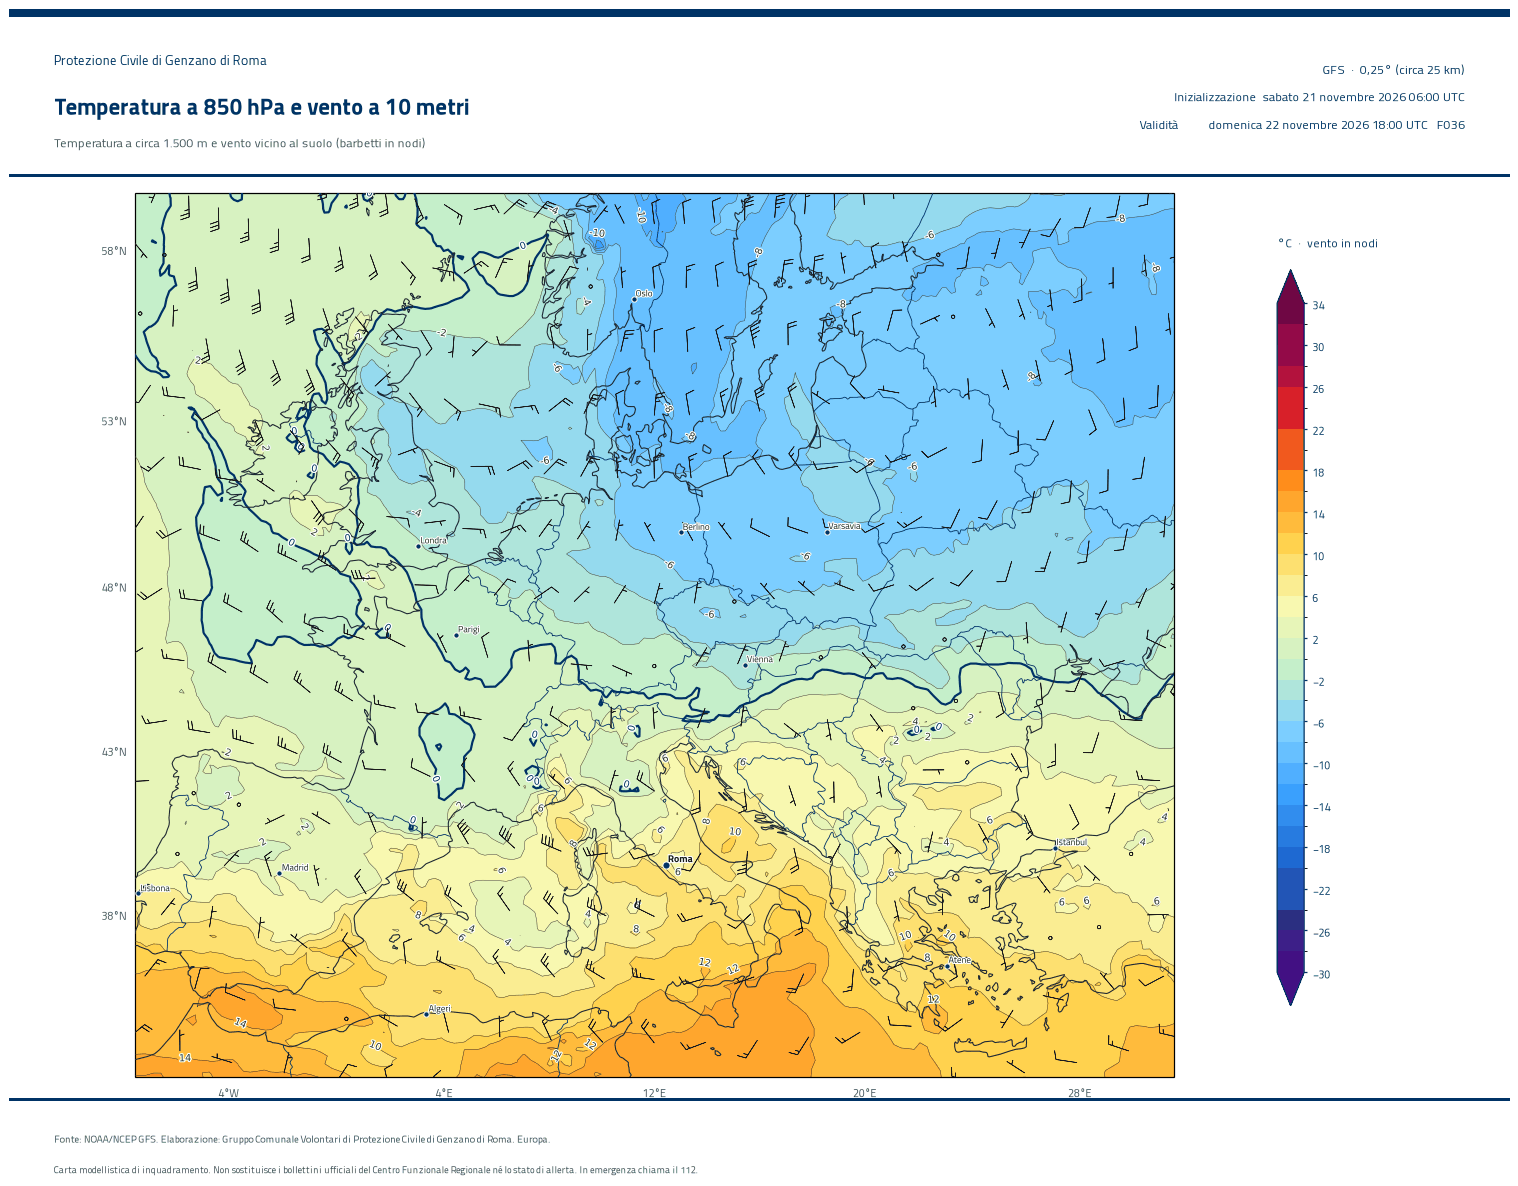 Protezione Civile di Genzano di Roma
Temperatura a 850 hPa e vento a 10 metri
Temperatura a circa 1.500 m e vento vicino al suolo (barbetti in nodi)
GFS · 0,25° (circa 25 km)
Inizializzazione sabato 21 novembre 2026 06:00 UTC
Validità domenica 22 novembre 2026 18:00 UTC F036
°C · vento in nodi
34
30
26
22
18
14
10
6
2
−2
−6
−10
−14
−18
−22
−26
−30
58°N
53°N
48°N
43°N
38°N
4°W
4°E
12°E
20°E
28°E
Oslo
Londra
Berlino
Varsavia
Parigi
Vienna
Madrid
Lisbona
Roma
Istanbul
Atene
Algeri
Fonte: NOAA/NCEP GFS. Elaborazione: Gruppo Comunale Volontari di Protezione Civile di Genzano di Roma. Europa.
Carta modellistica di inquadramento. Non sostituisce i bollettini ufficiali del Centro Funzionale Regionale né lo stato di allerta. In emergenza chiama il 112.